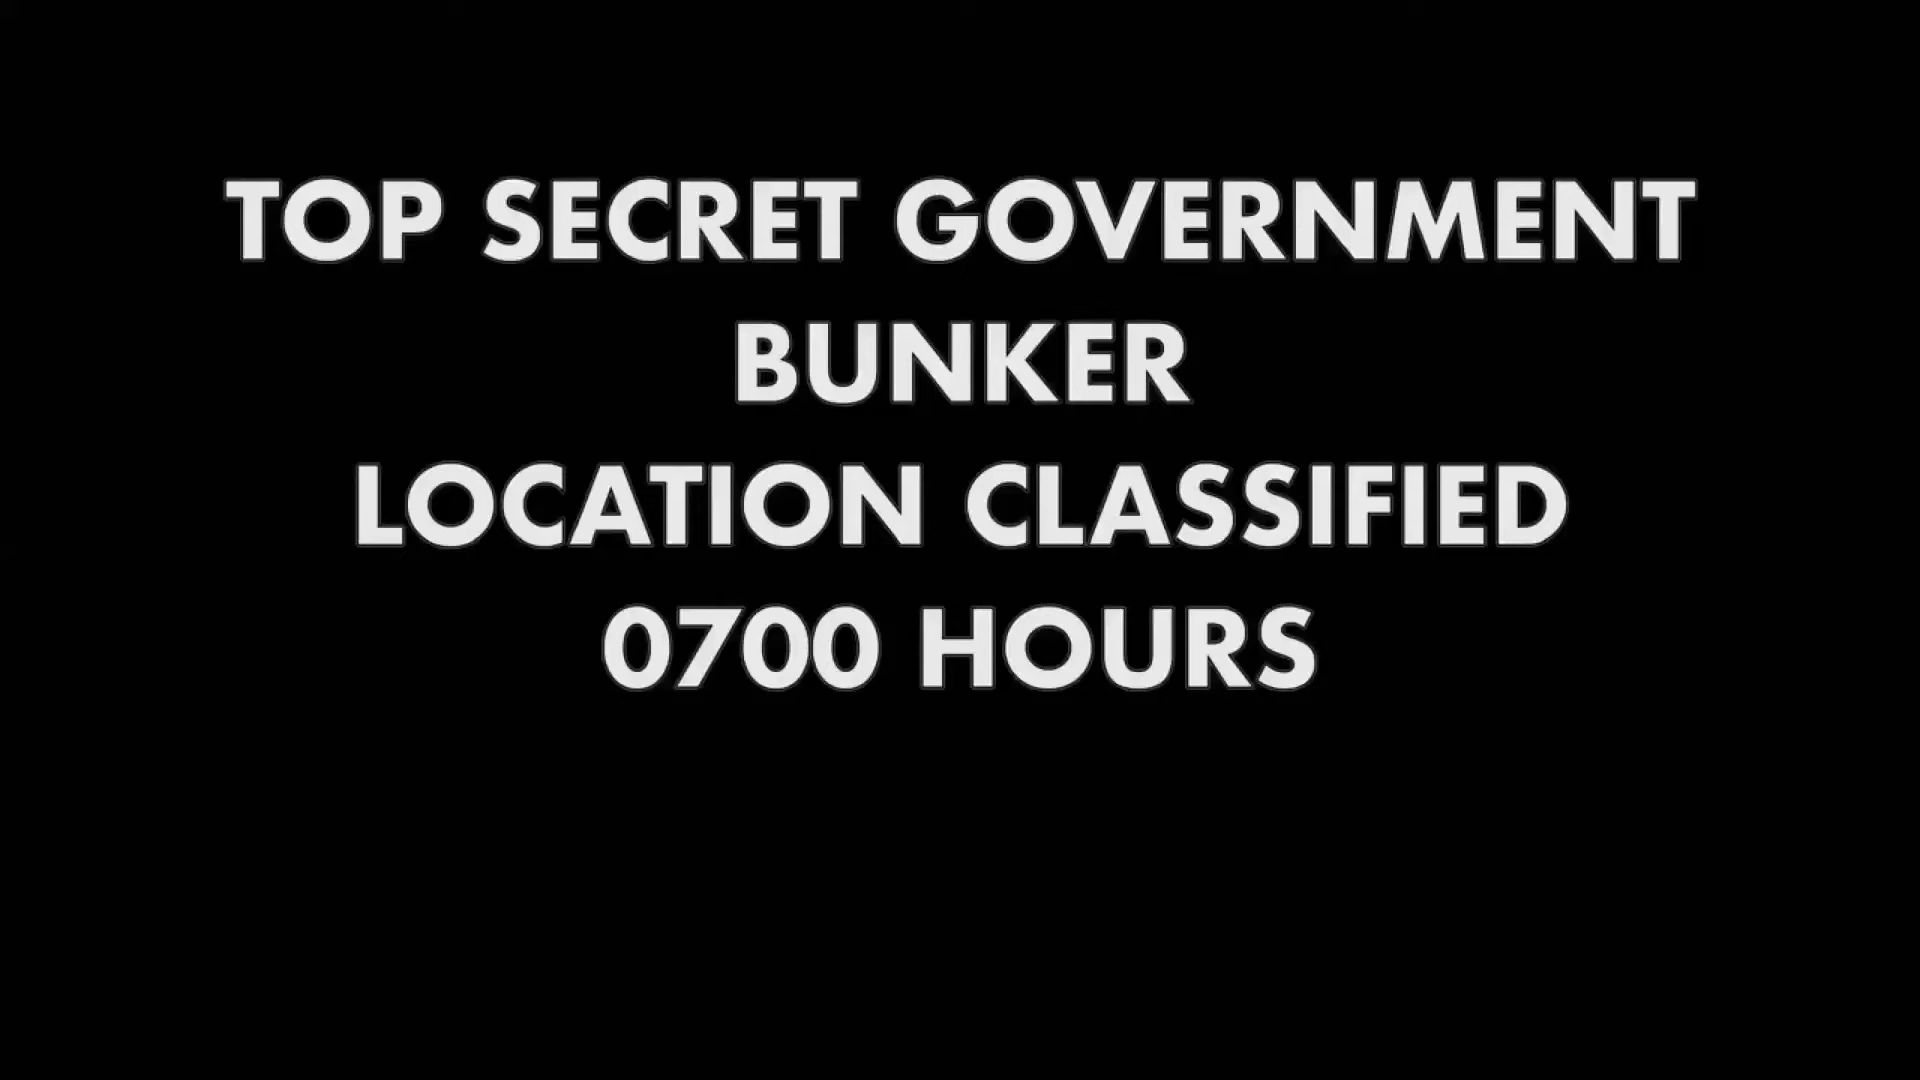 TOP SECRET GOVERNMENT
BUNKER
LOCATION CLASSIFIED
0700 HOURS